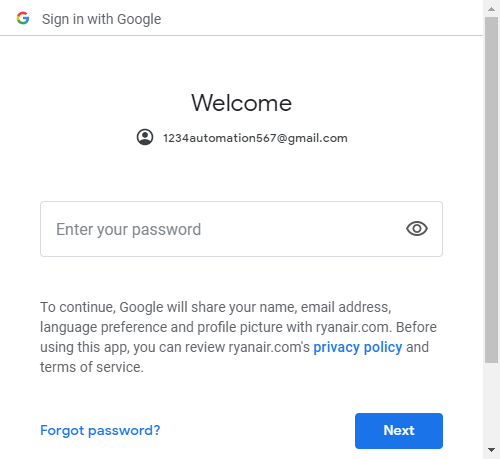 Sign in with Google
Welcome
1234automation567@gmail.com
Enter your password
To continue, Google will share your name, email address,
language preference and profile picture with ryanair.com. Before
using this app, you can review ryanair.com's privacy policy and
terms of service.
Forgot password?
Next